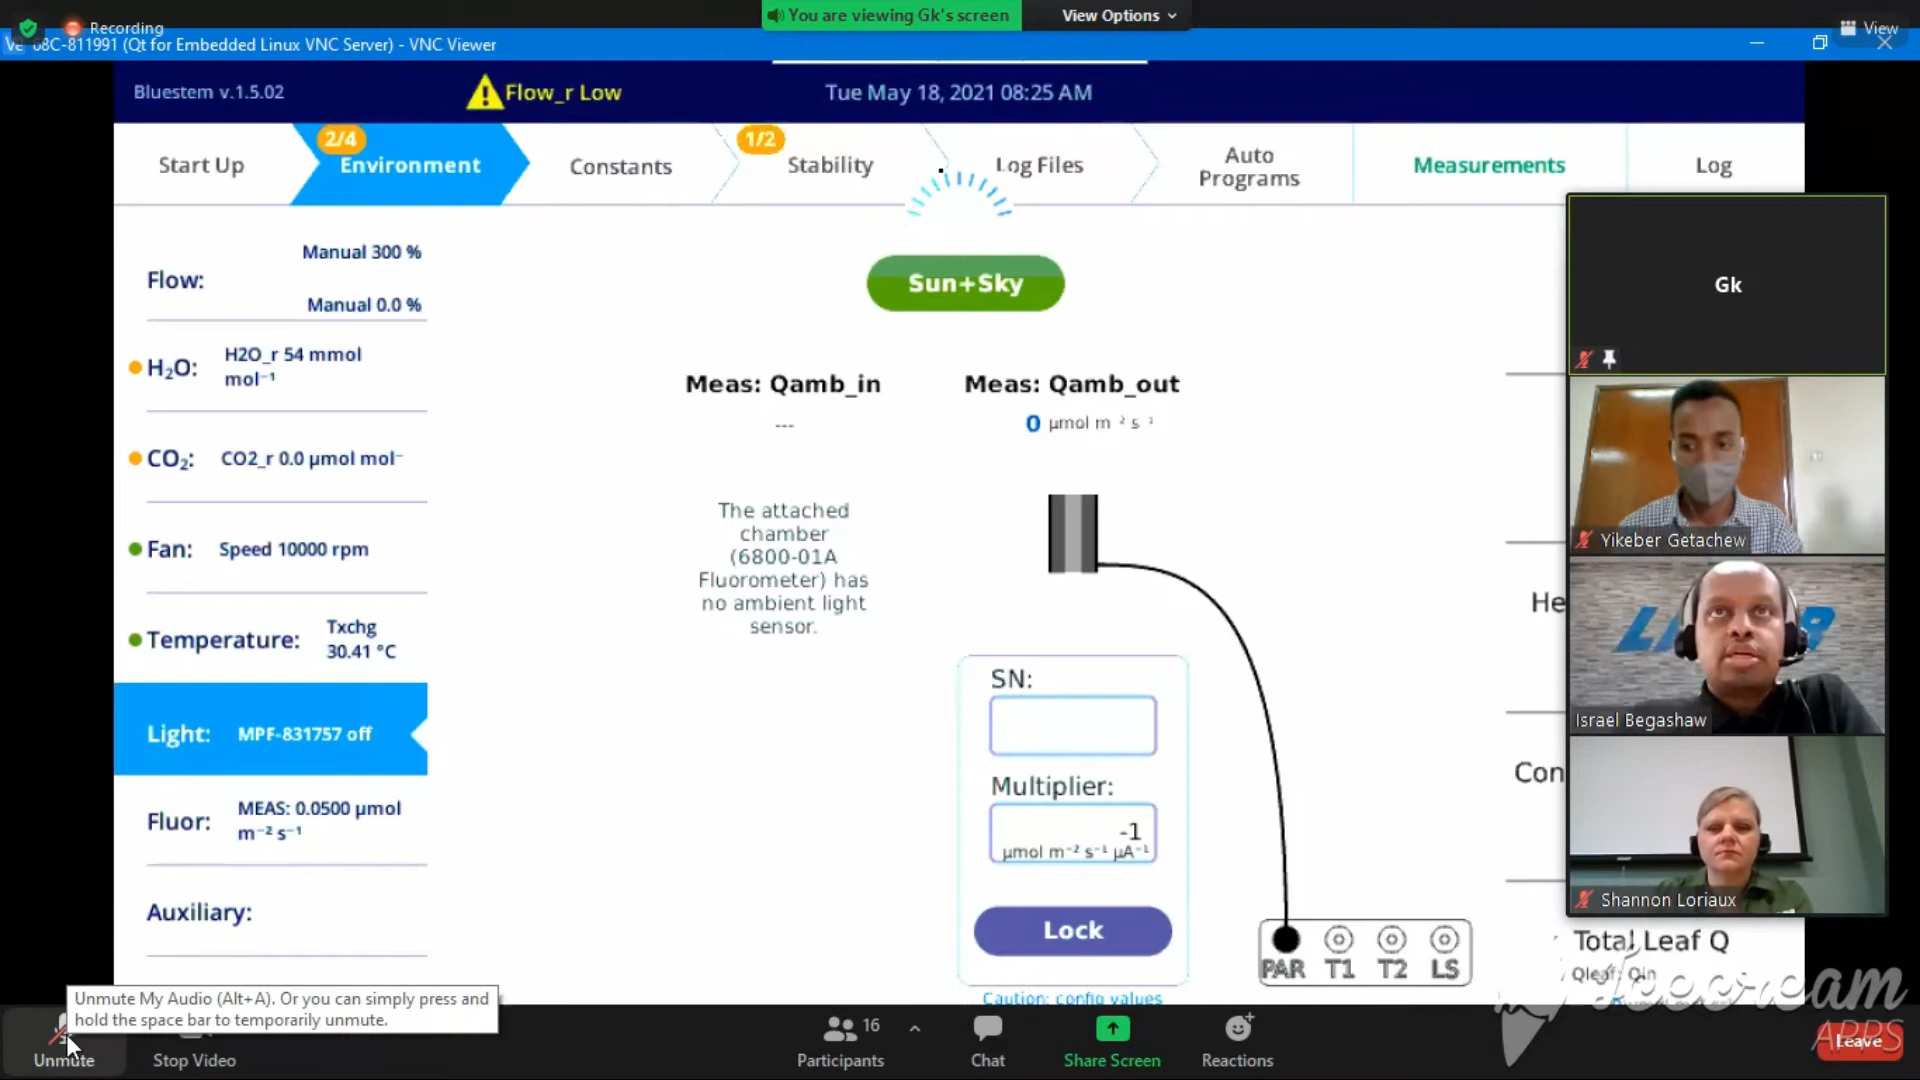 Recording
You are viewing Gk's screen
View Options
View
68C-811991 (Qt for Embedded Linux VNC Server) - VNC Viewer
Bluestem v.1.5.02
Flow_r Low
Tue May 18, 2021 08:25 AM
2/4
1/2
Start Up
Environment
Constants
Stability
Log Files
Auto
Programs
Measurements
Log
Flow:
Manual 300 %
Manual 0.0 %
H₂O:
H2O_r 54 mmol
mol⁻¹
CO₂:
CO2_r 0.0 µmol mol⁻
Fan:
Speed 10000 rpm
Temperature:
Txchg
30.41 °C
Light:
MPF-831757 off
Fluor:
MEAS: 0.0500 µmol
m⁻² s⁻¹
Auxiliary:
Sun+Sky
Meas: Qamb_in
---
Meas: Qamb_out
0 µmol m⁻² s⁻¹
The attached
chamber
(6800-01A
Fluorometer) has
no ambient light
sensor.
SN:
Multiplier:
-1
µmol m⁻² s⁻¹ µA⁻¹
Lock
Caution: config values
PAR T1 T2 LS
He
Con
Total Leaf Q
Qleaf: Qin
Gk
Yikeber Getachew
Israel Begashaw
Shannon Loriaux
Unmute My Audio (Alt+A). Or you can simply press and
hold the space bar to temporarily unmute.
Unmute
Stop Video
Participants
16
Chat
Share Screen
Reactions
Leave
Icecream
APPS